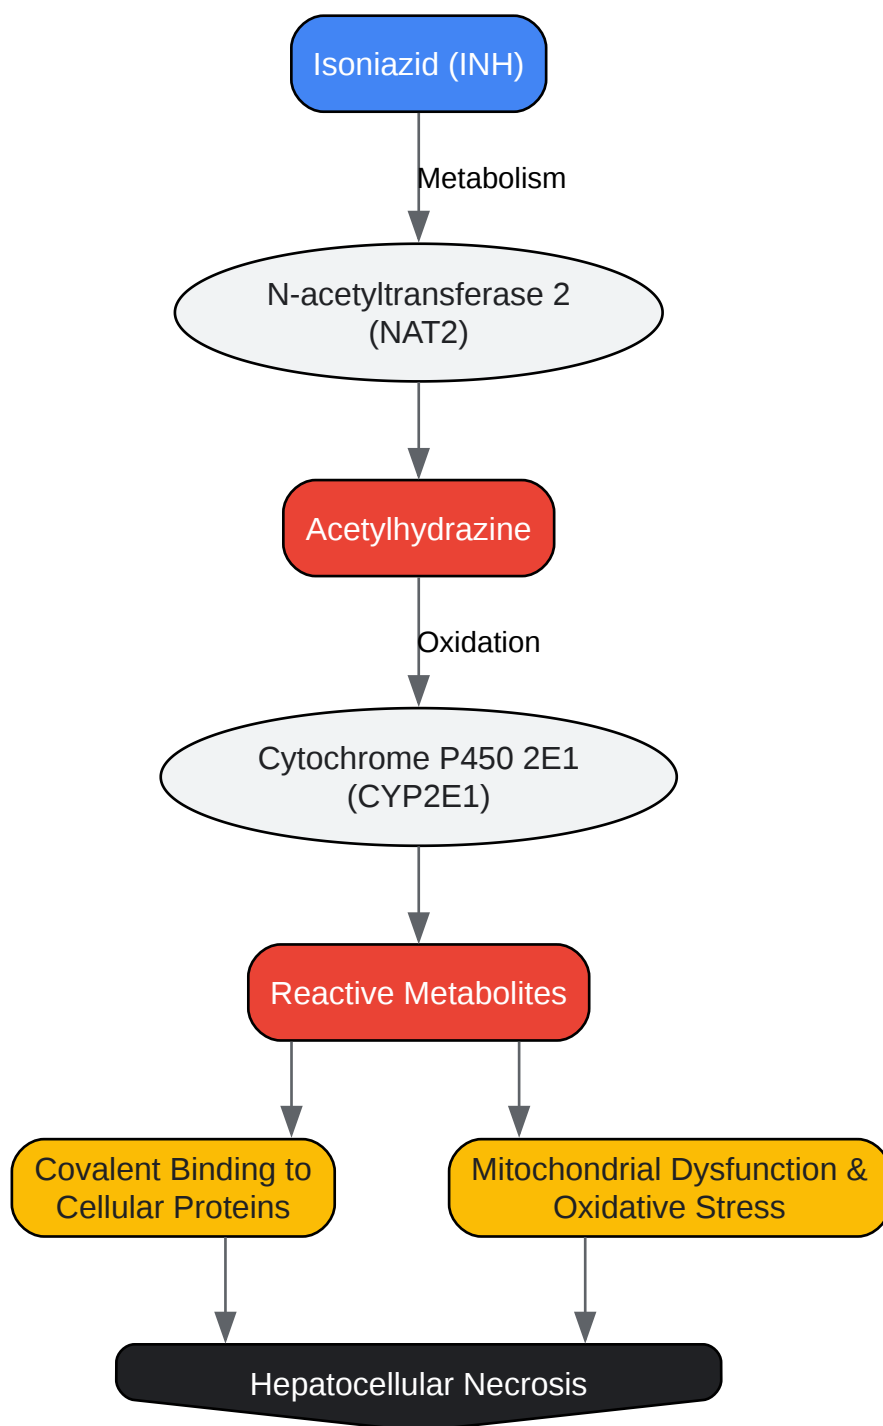 Isoniazid (INH)
Metabolism
N-acetyltransferase 2
(NAT2)
Acetylhydrazine
Oxidation
Cytochrome P450 2E1
(CYP2E1)
Reactive Metabolites
Covalent Binding to
Cellular Proteins
Mitochondrial Dysfunction &
Oxidative Stress
Hepatocellular Necrosis